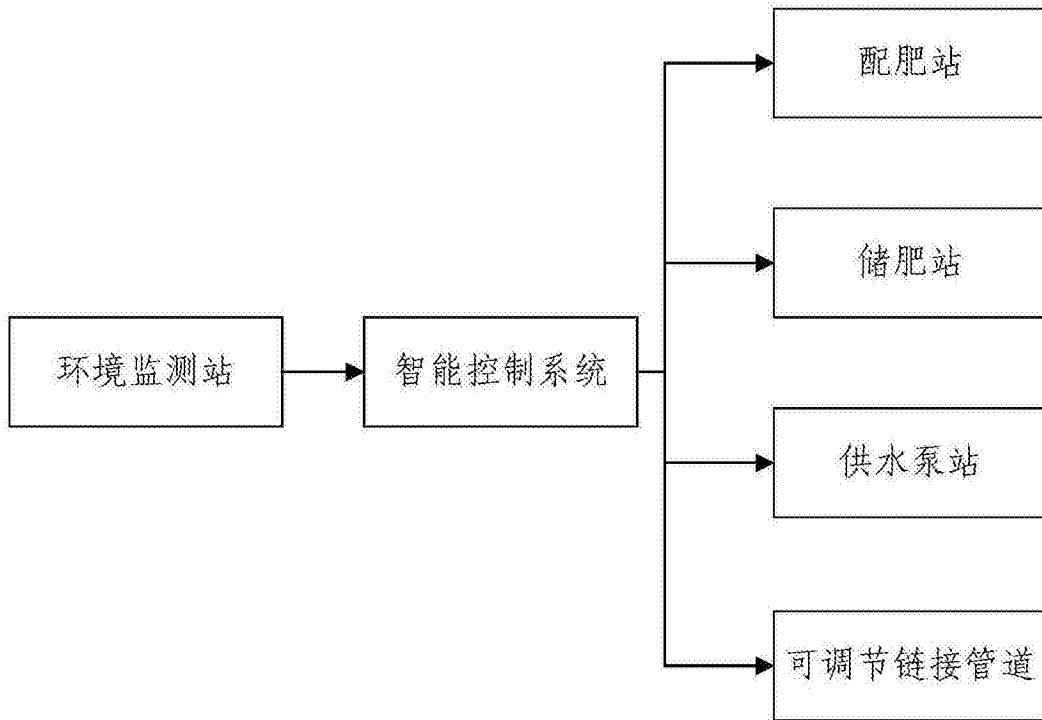 配肥站
储肥站
环境监测站
智能控制系统
供水泵站
可调节链接管道